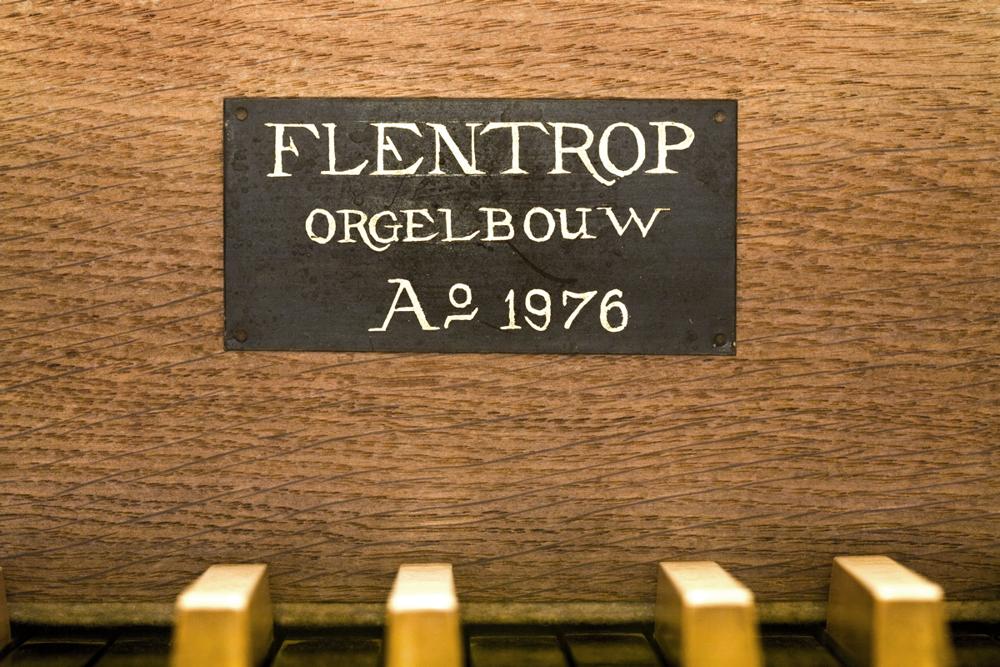 FLENTROP
ORGELBOUW
Aº 1976